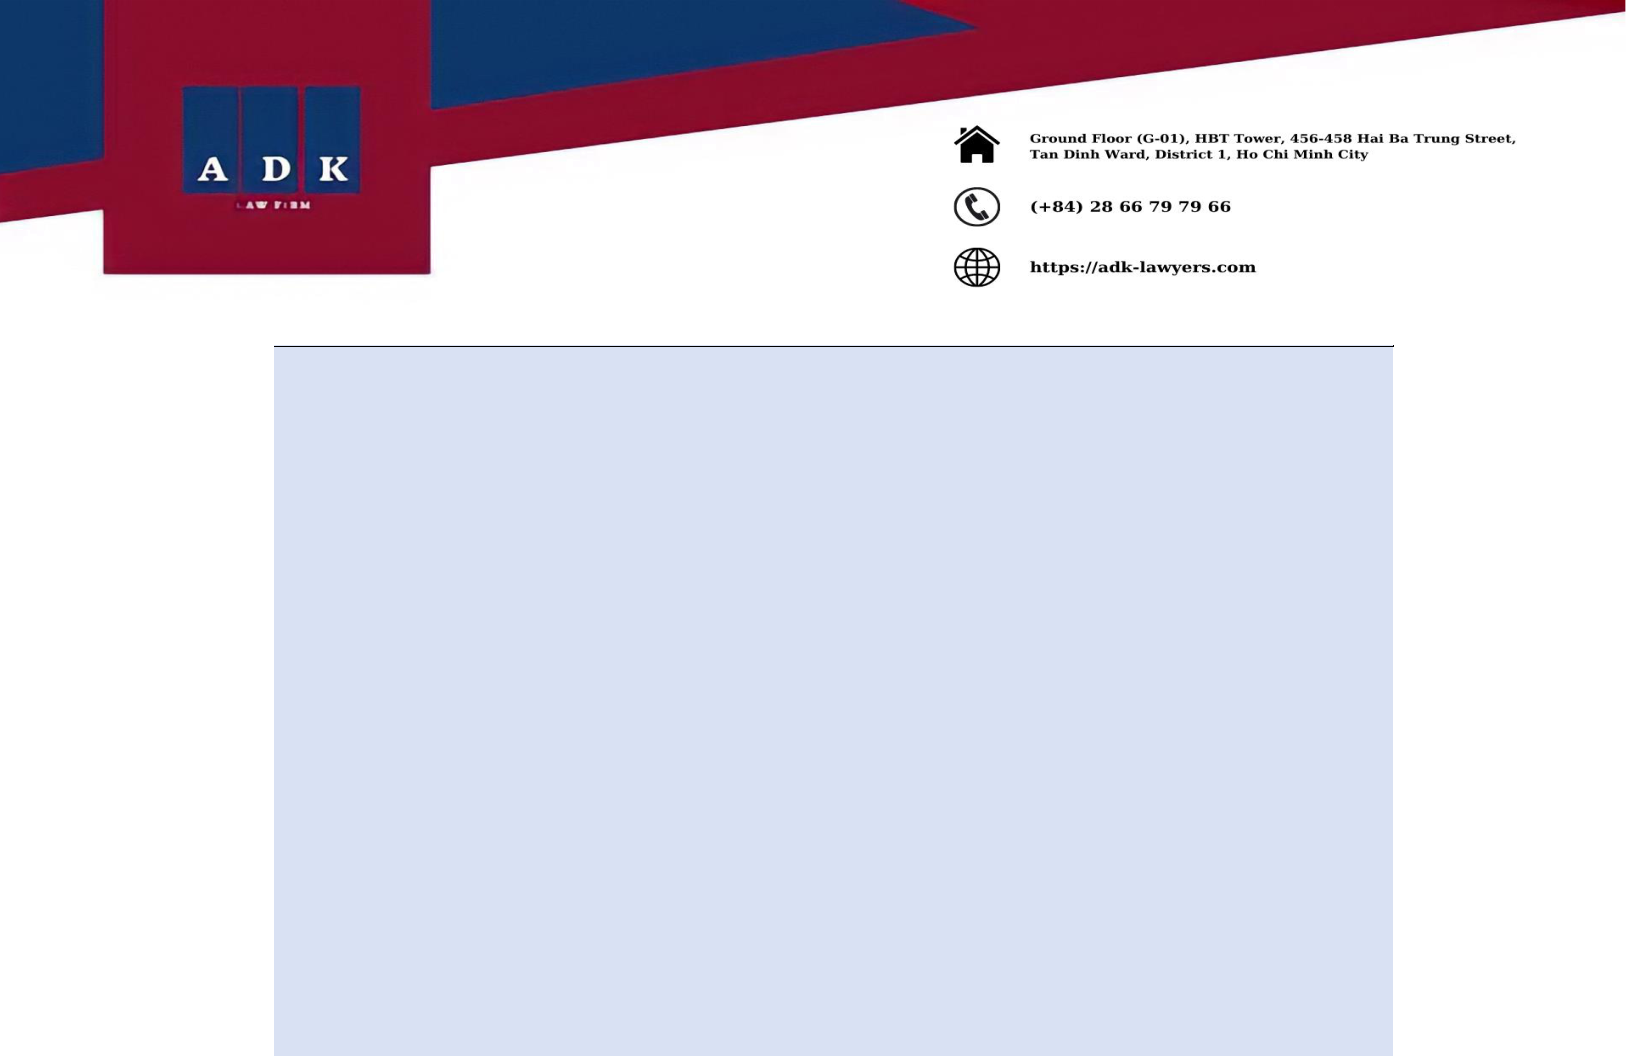 A D K
LAW FIRM
Ground Floor (G-01), HBT Tower, 456-458 Hai Ba Trung Street,
Tan Dinh Ward, District 1, Ho Chi Minh City
(+84) 28 66 79 79 66
https://adk-lawyers.com